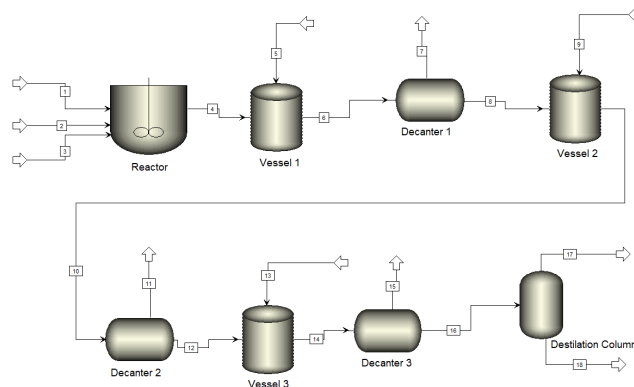 5
7
9
1
2
3
4
6
8
Reactor
Vessel 1
Decanter 1
Vessel 2
10
11
12
13
14
15
16
17
18
Decanter 2
Vessel 3
Decanter 3
Destilation Column